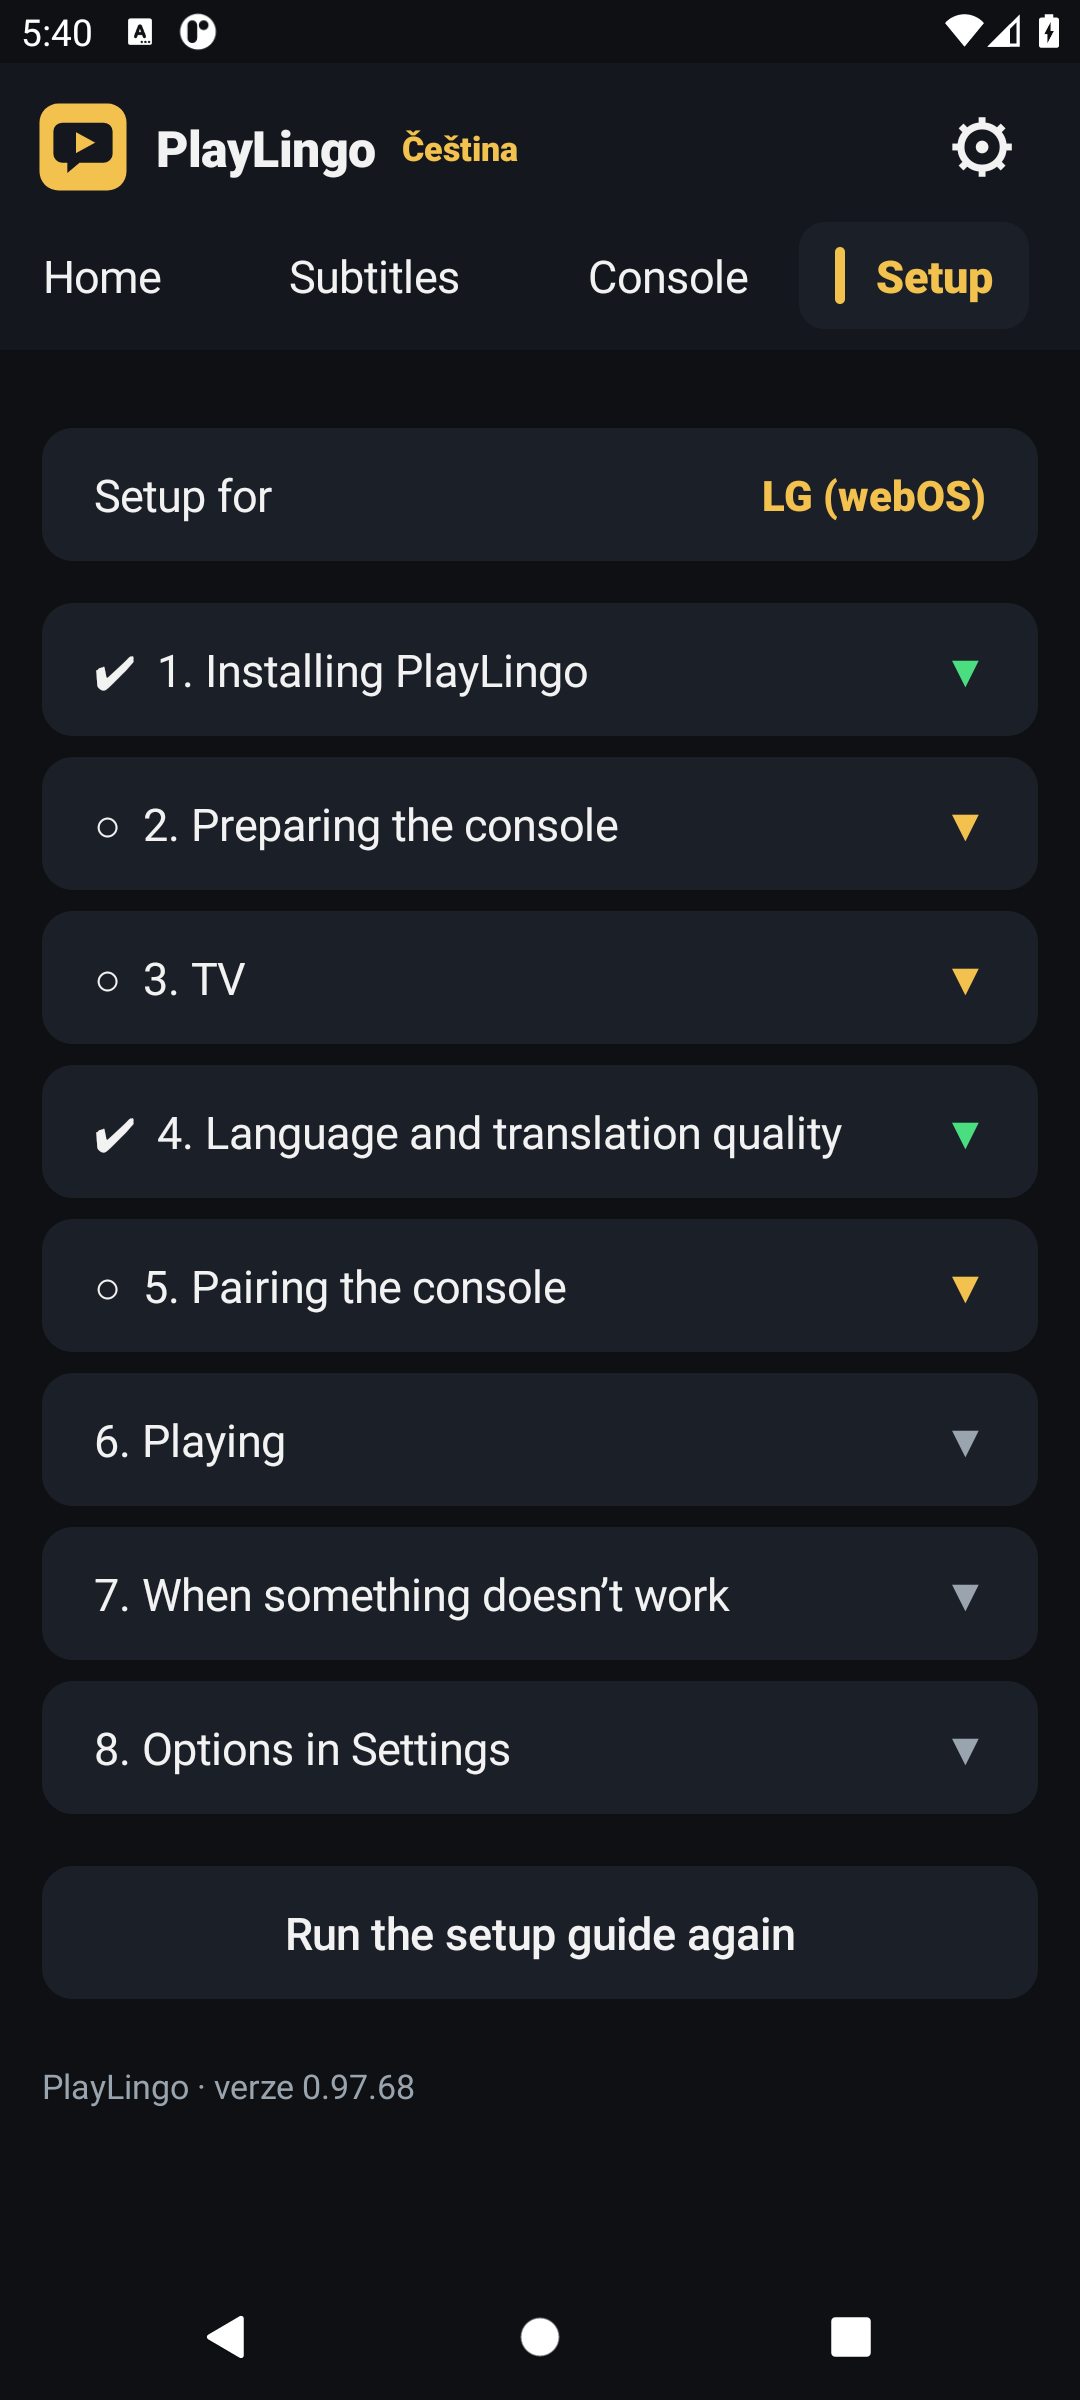 5:40
PlayLingo Čeština
Home Subtitles Console Setup
Setup for LG (webOS)
✔ 1. Installing PlayLingo ▼
○ 2. Preparing the console ▼
○ 3. TV ▼
✔ 4. Language and translation quality ▼
○ 5. Pairing the console ▼
6. Playing ▼
7. When something doesn’t work ▼
8. Options in Settings ▼
Run the setup guide again
PlayLingo · verze 0.97.68